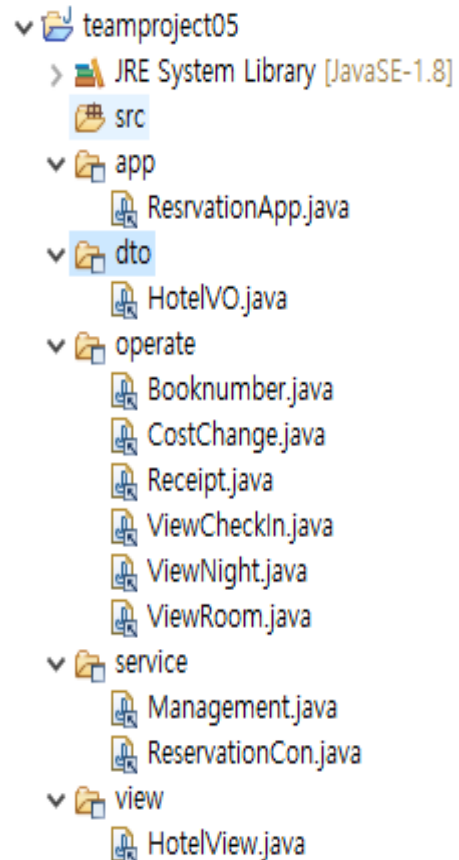 teamproject05
JRE System Library [JavaSE-1.8]
src
app
ResrvationApp.java
dto
HotelVO.java
operate
Booknumber.java
CostChange.java
Receipt.java
ViewCheckIn.java
ViewNight.java
ViewRoom.java
service
Management.java
ReservationCon.java
view
HotelView.java